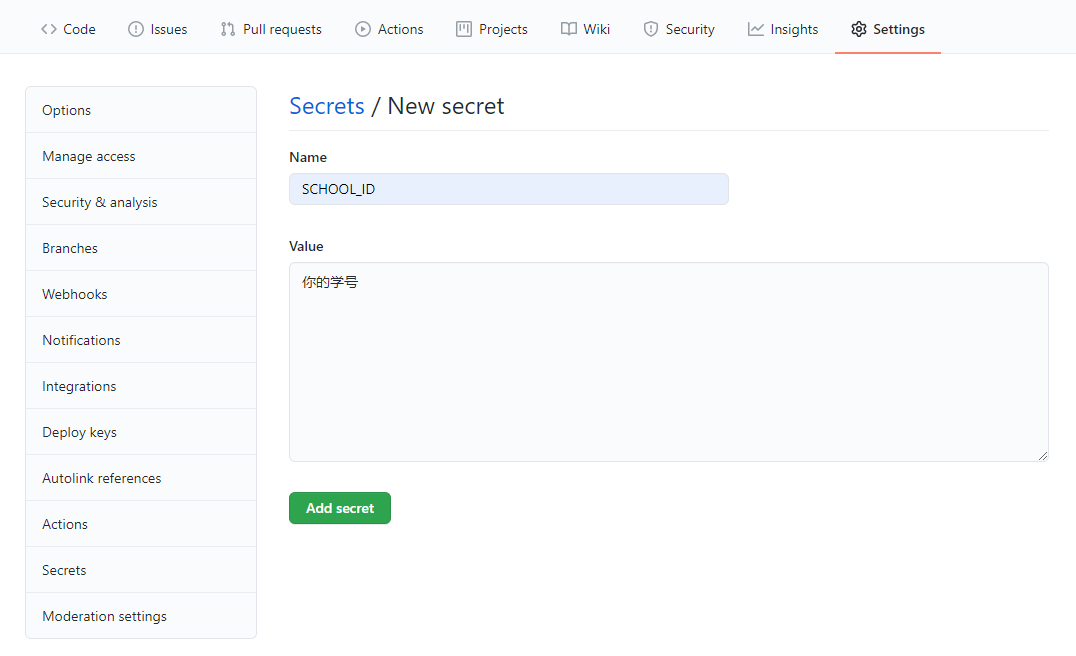 Code Issues Pull requests Actions Projects Wiki Security Insights Settings
Options
Manage access
Security & analysis
Branches
Webhooks
Notifications
Integrations
Deploy keys
Autolink references
Actions
Secrets
Moderation settings
Secrets / New secret
Name
SCHOOL_ID
Value
你的学号
Add secret